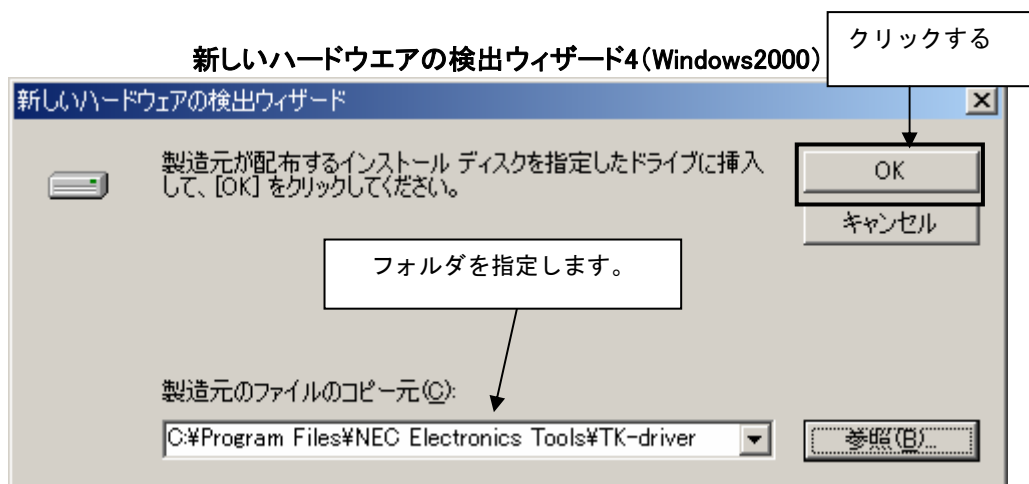 クリックする
新しいハードウエアの検出ウィザード4（Windows2000）
新しいハードウェアの検出ウィザード
製造元が配布するインストール ディスクを指定したドライブに挿入
して、[OK] をクリックしてください。
OK
キャンセル
フォルダを指定します。
製造元のファイルのコピー元(C):
C:¥Program Files¥NEC Electronics Tools¥TK-driver
参照(B)...